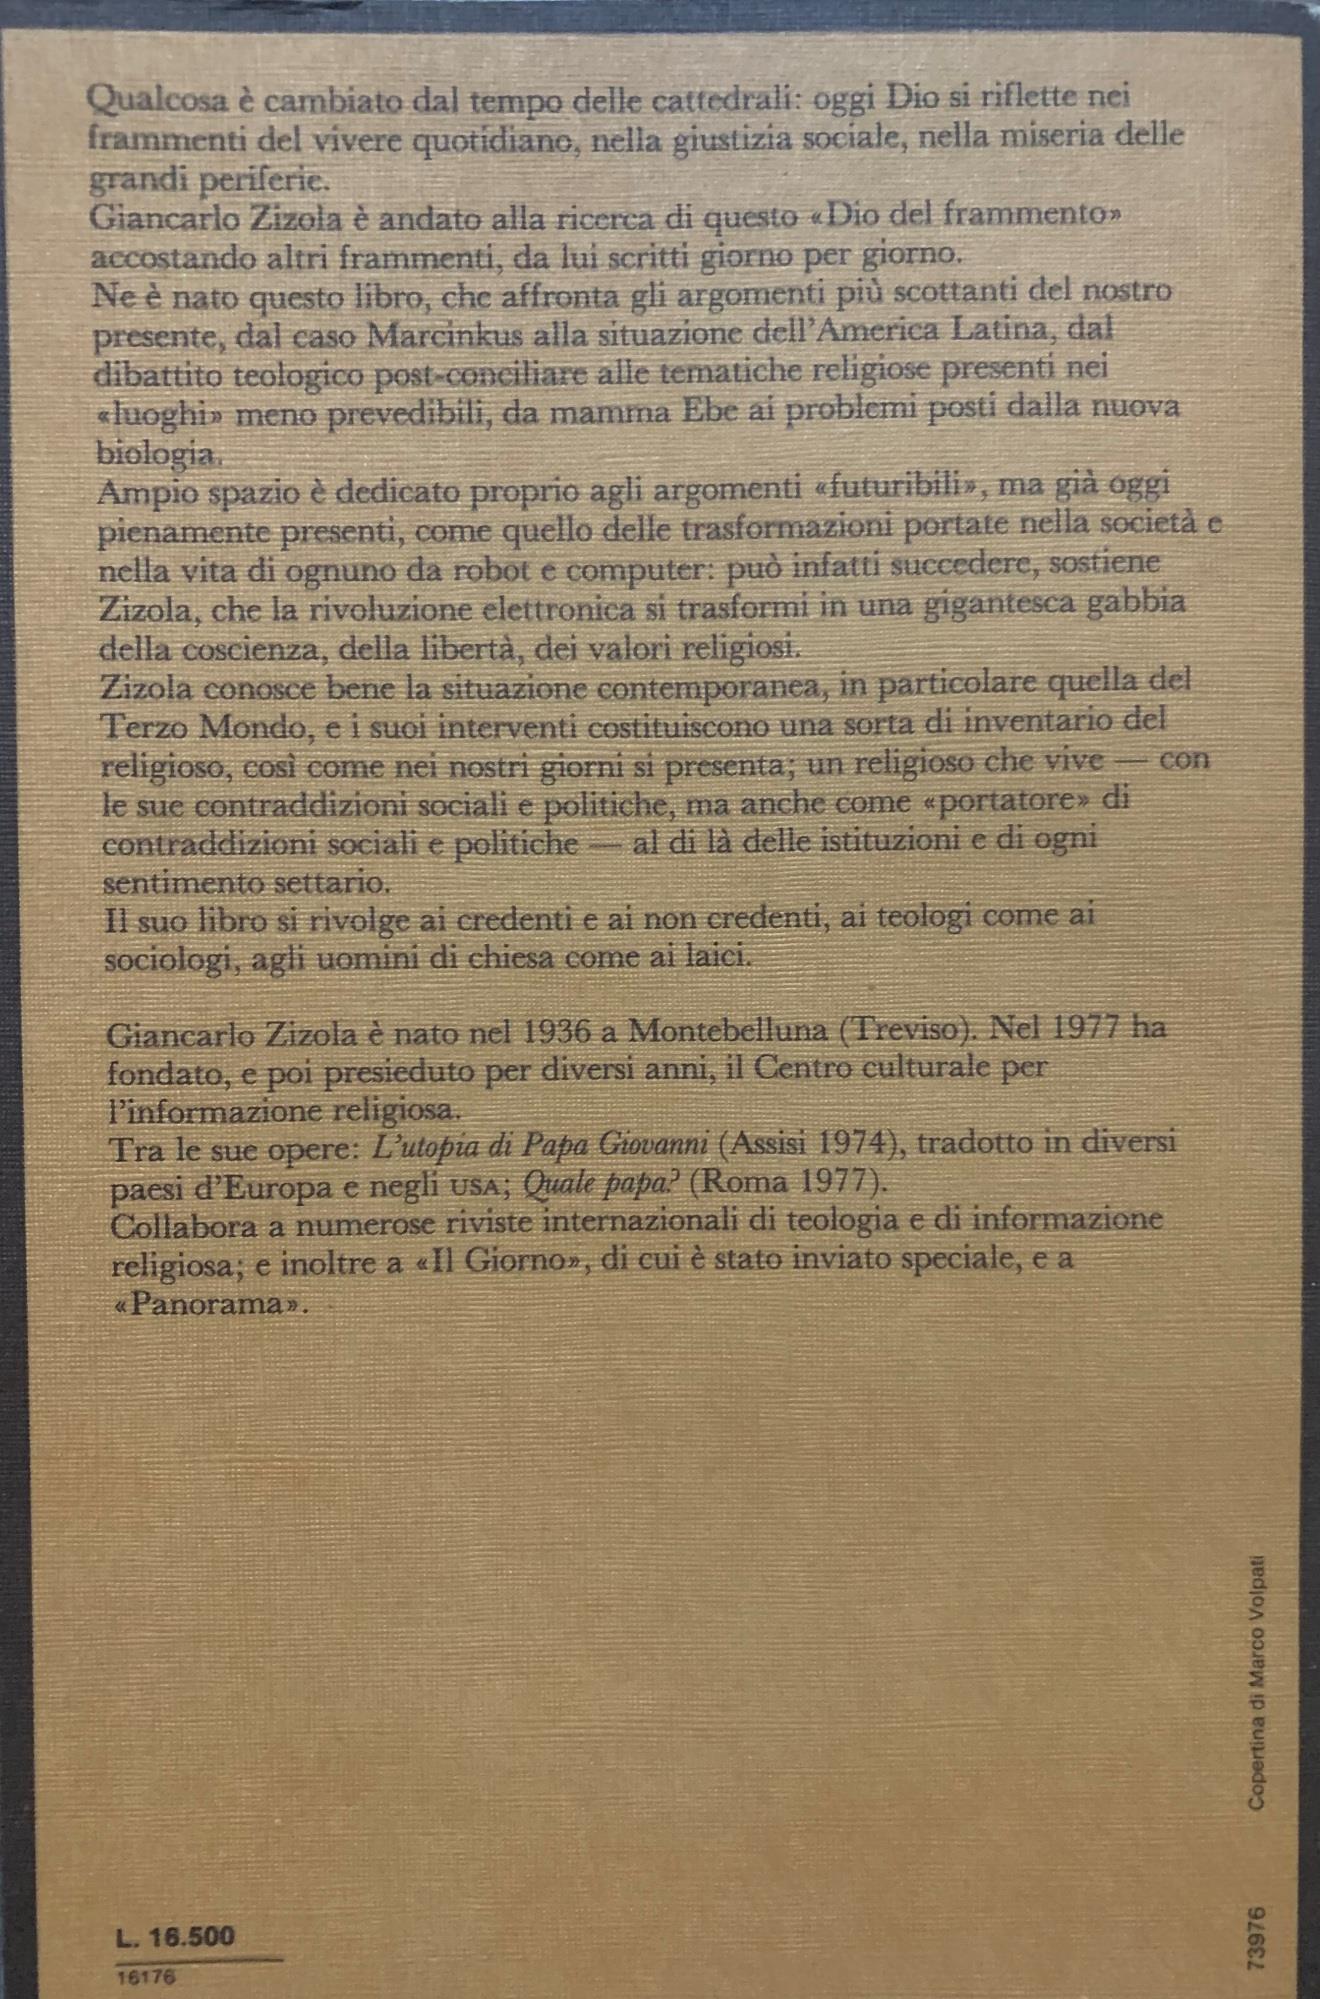 Qualcosa è cambiato dal tempo delle cattedrali: oggi Dio si riflette nei
frammenti del vivere quotidiano, nella giustizia sociale, nella miseria delle
grandi periferie.
Giancarlo Zizola è andato alla ricerca di questo «Dio del frammento»
accostando altri frammenti, da lui scritti giorno per giorno.
Ne è nato questo libro, che affronta gli argomenti più scottanti del nostro
presente, dal caso Marcinkus alla situazione dell'America Latina, dal
dibattito teologico post-conciliare alle tematiche religiose presenti nei
«luoghi» meno prevedibili, da mamma Ebe ai problemi posti dalla nuova
biologia.
Ampio spazio è dedicato proprio agli argomenti «futuribili», ma già oggi
pienamente presenti, come quello delle trasformazioni portate nella società e
nella vita di ognuno da robot e computer: può infatti succedere, sostiene
Zizola, che la rivoluzione elettronica si trasformi in una gigantesca gabbia
della coscienza, della libertà, dei valori religiosi.
Zizola conosce bene la situazione contemporanea, in particolare quella del
Terzo Mondo, e i suoi interventi costituiscono una sorta di inventario del
religioso, così come nei nostri giorni si presenta; un religioso che vive — con
le sue contraddizioni sociali e politiche, ma anche come «portatore» di
contraddizioni sociali e politiche — al di là delle istituzioni e di ogni
sentimento settario.
Il suo libro si rivolge ai credenti e ai non credenti, ai teologi come ai
sociologi, agli uomini di chiesa come ai laici.
Giancarlo Zizola è nato nel 1936 a Montebelluna (Treviso). Nel 1977 ha
fondato, e poi presieduto per diversi anni, il Centro culturale per
l'informazione religiosa.
Tra le sue opere: L'utopia di Papa Giovanni (Assisi 1974), tradotto in diversi
paesi d'Europa e negli USA; Quale papa? (Roma 1977).
Collabora a numerose riviste internazionali di teologia e di informazione
religiosa; e inoltre a «Il Giorno», di cui è stato inviato speciale, e a
«Panorama».
Copertina di Marco Volpati
73976
L. 16.500
16176